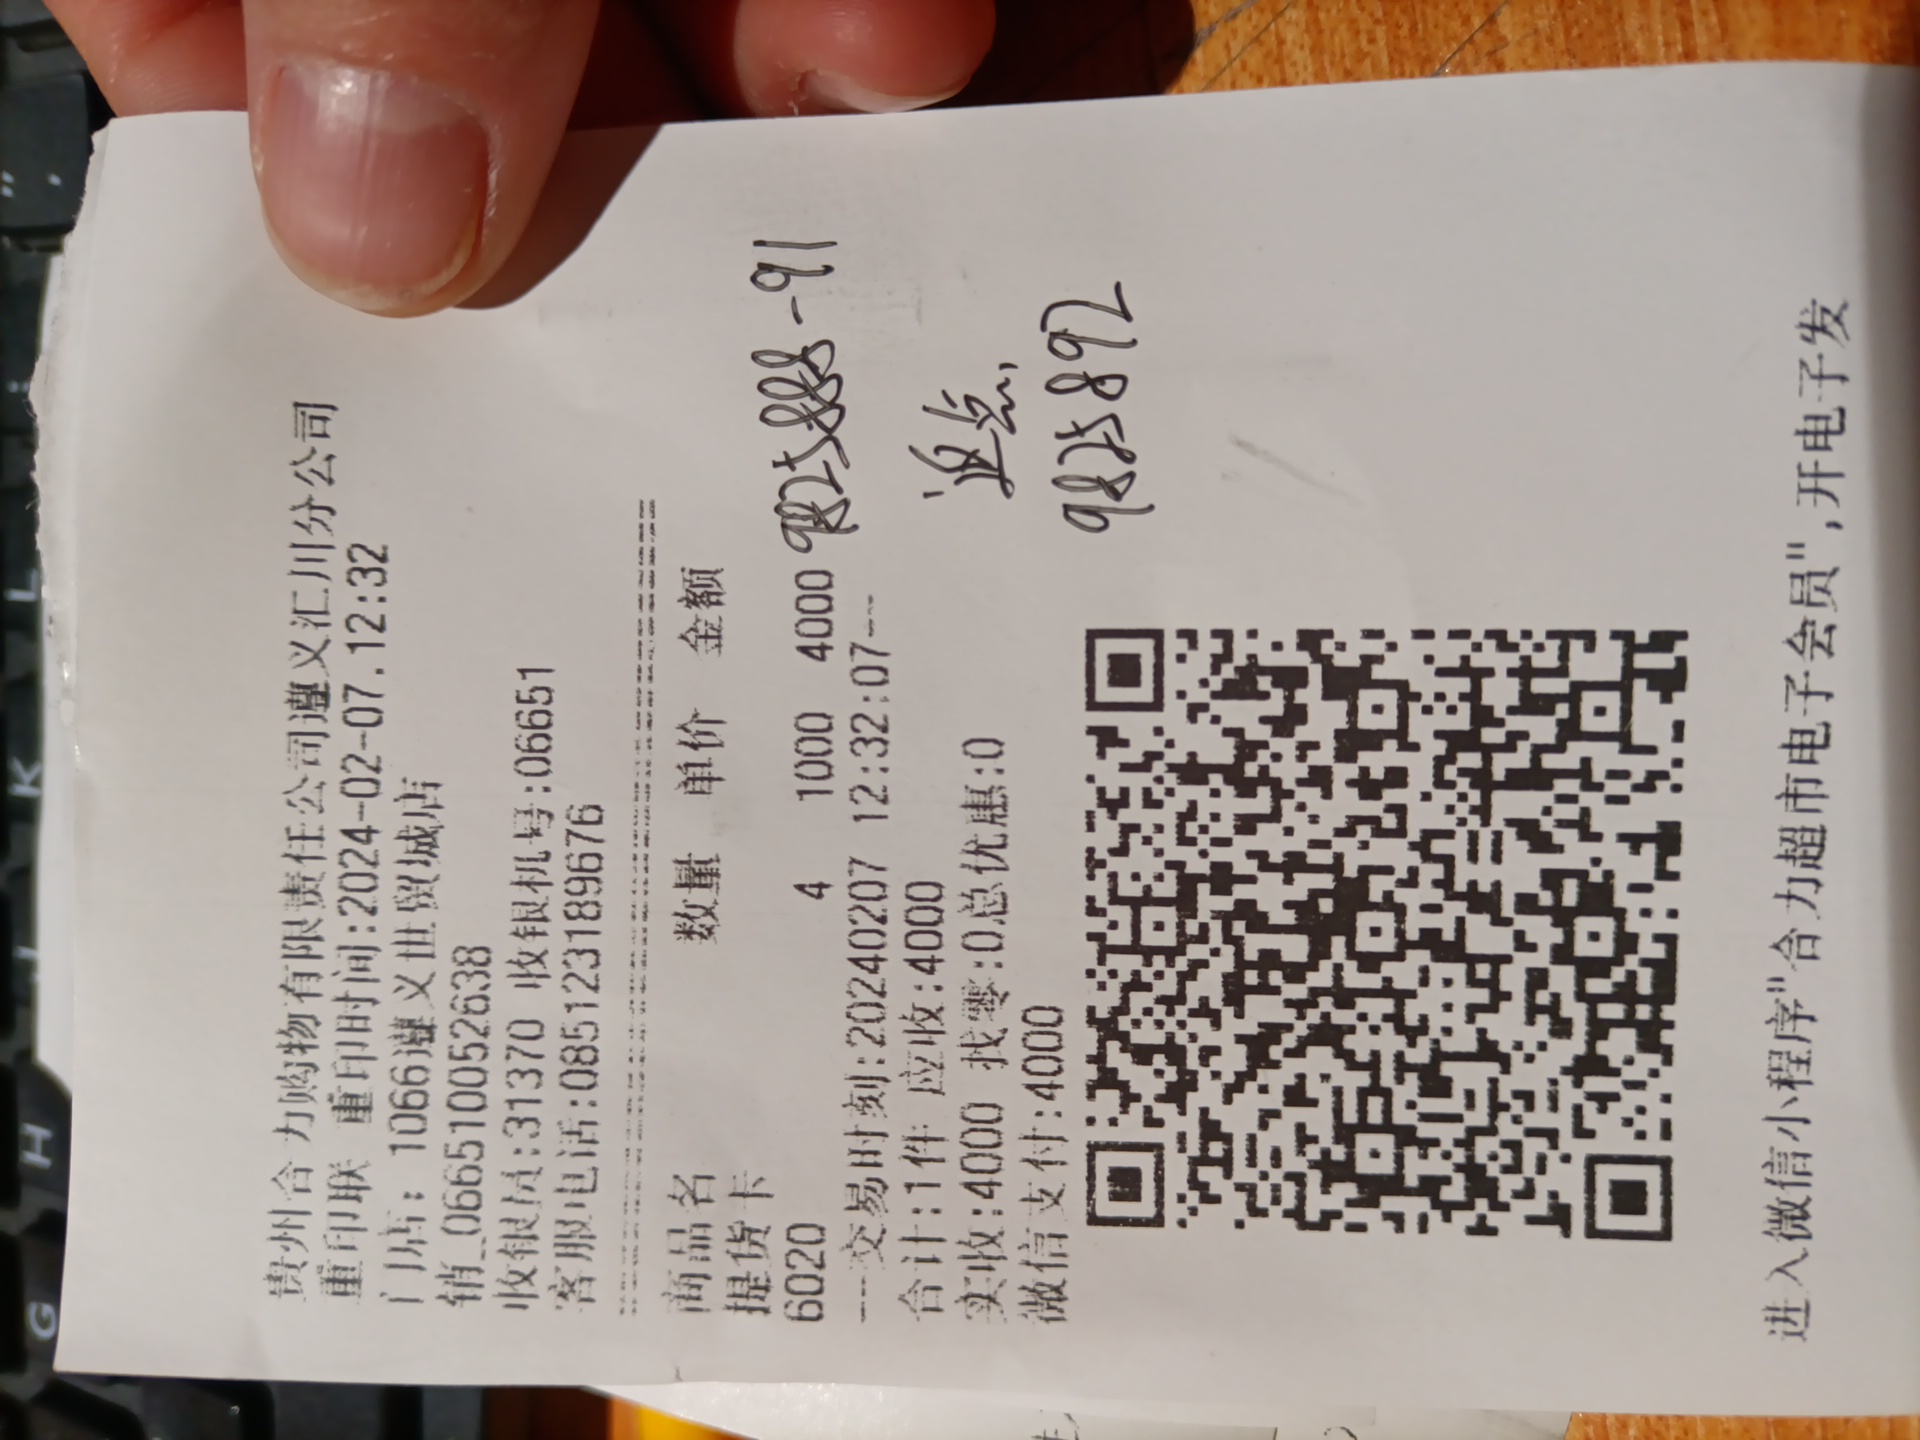 贵州合力购物有限责任公司遵义汇川分公司
重印联 重印时间:2024-02-07.12:32
门店: 1066遵义世贸城店
销_066510052638
收银员:31370 收银机号:06651
客服电话:085123189676
商品名 数量 单价 金额
提货卡
6020 4 1000 4000 9825888-91
---交易时刻:20240207 12:32:07---
合计:1件 应收:4000
实收:4000 找零:0总优惠:0
微信支付:4000
9825892
进入微信小程序"合力超市电子会员",开电子发
G
H
K
L